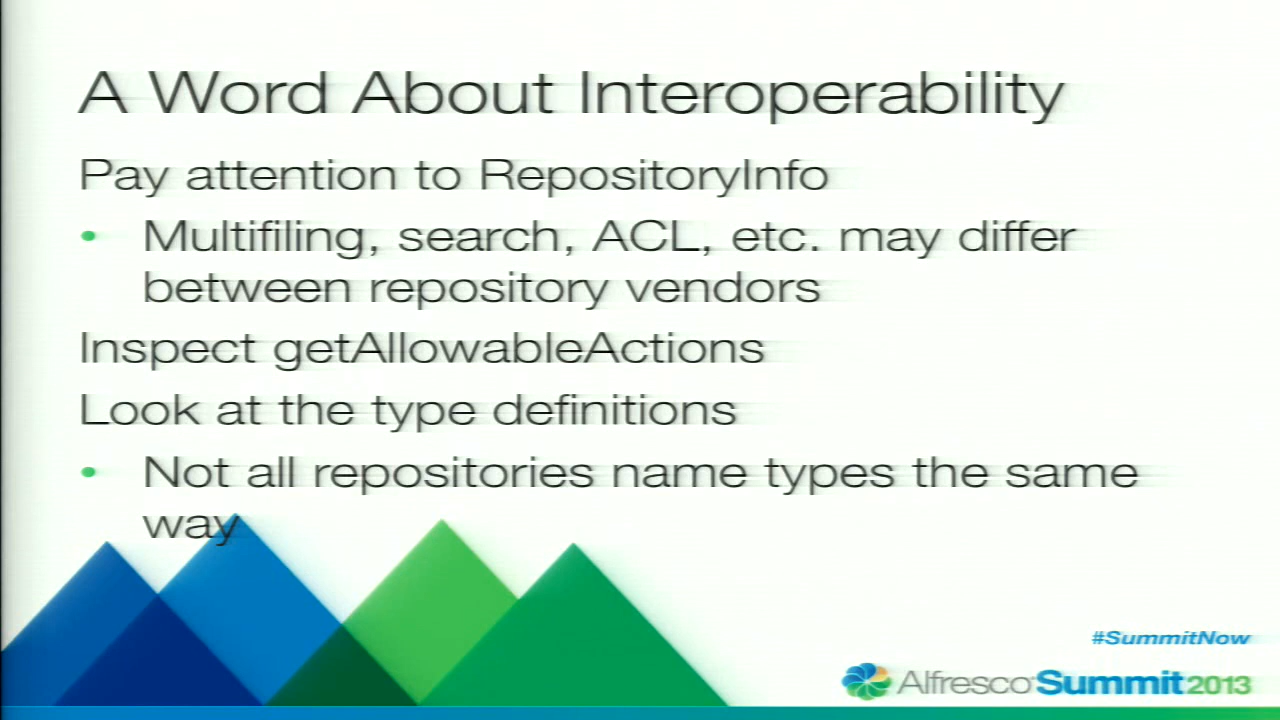 A Word About Interoperability
Pay attention to RepositoryInfo
• Multifiling, search, ACL, etc. may differ
between repository vendors
Inspect getAllowableActions
Look at the type definitions
• Not all repositories name types the same
way
#SummitNow
Alfresco Summit 2013